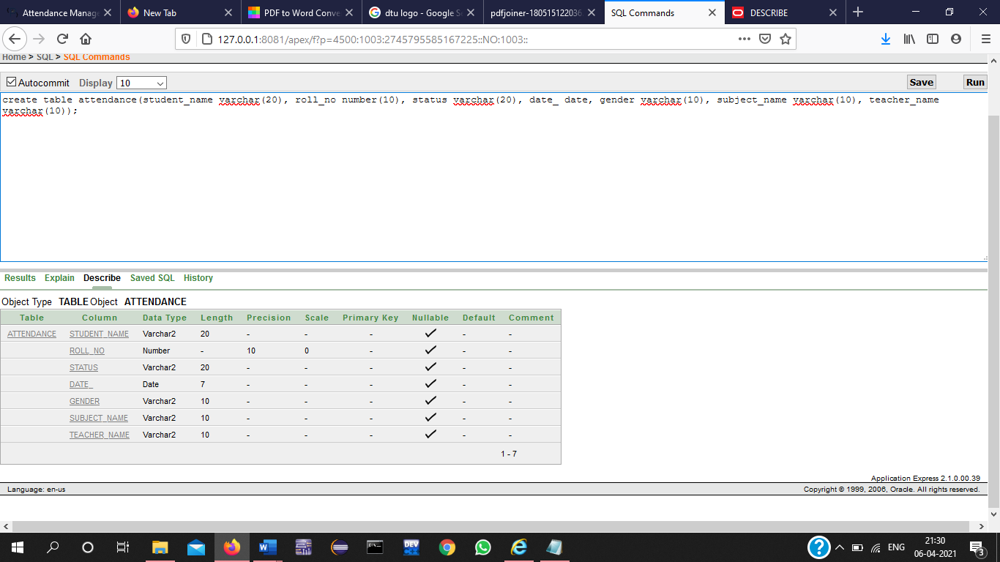 Attendance Manag
New Tab
PDF to Word Conve
dtu logo - Google Se
pdfjoiner-180515122036
SQL Commands
DESCRIBE
127.0.0.1:8081/apex/f?p=4500:1003:2745795585167225::NO:1003::
Home > SQL > SQL Commands
Autocommit Display 10 Save Run
create table attendance(student_name varchar(20), roll_no number(10), status varchar(20), date_ date, gender varchar(10), subject_name varchar(10), teacher_name
varchar(10));
Results Explain Describe Saved SQL History
Object Type TABLE Object ATTENDANCE
Table Column Data Type Length Precision Scale Primary Key Nullable Default Comment
ATTENDANCE STUDENT_NAME Varchar2 20 - - - - -
ROLL_NO Number - 10 0 - - -
STATUS Varchar2 20 - - - - -
DATE_ Date 7 - - - - -
GENDER Varchar2 10 - - - - -
SUBJECT_NAME Varchar2 10 - - - - -
TEACHER_NAME Varchar2 10 - - - - -
1 - 7
Application Express 2.1.0.00.39
Language: en-us Copyright © 1999, 2006, Oracle. All rights reserved.
DEV
ENG
21:30
06-04-2021
3